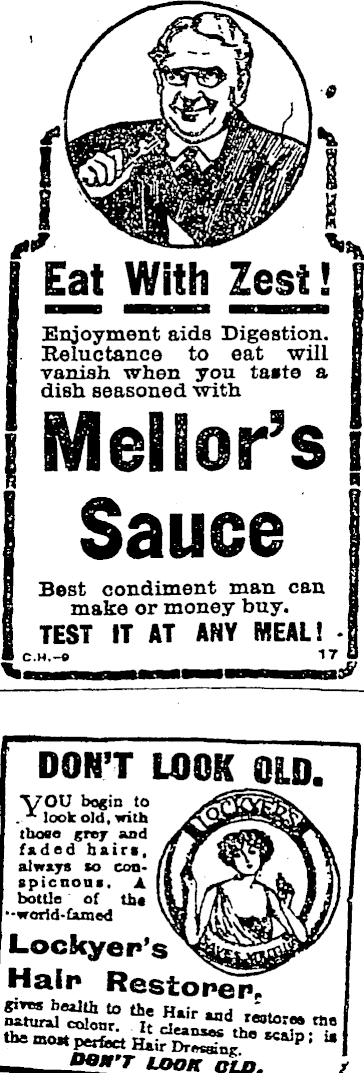 Eat With Zest!
Enjoyment aids Digestion.
Reluctance to eat will
vanish when you taste a
dish seasoned with
Mellor's
Sauce
Best condiment man can
make or money buy.
TEST IT AT ANY MEAL!
C.H.-9 17
DON'T LOOK OLD.
YOU begin to
look old, with
those grey and
faded hairs,
always so con-
spicuous. A
bottle of the
world-famed
LOCKYER'S
Lockyer's
Hair Restorer,
gives health to the Hair and restores the
natural colour. It cleanses the scalp; is
the most perfect Hair Dressing.
DON'T LOOK OLD.